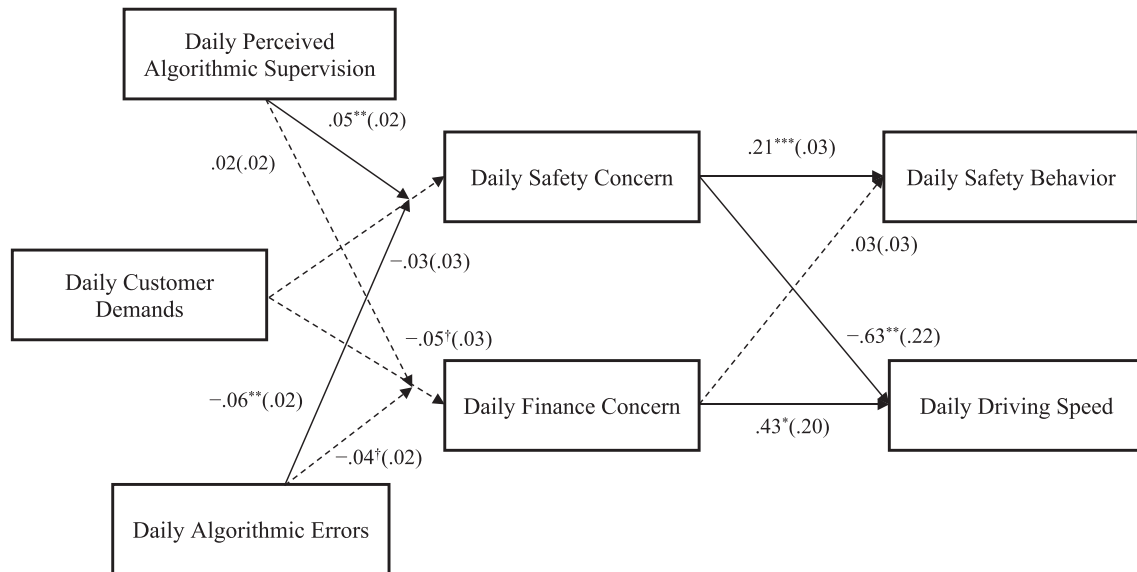 Daily Perceived
Algorithmic Supervision
.05**(.02)
.02(.02)
Daily Safety Concern
.21***(.03)
Daily Safety Behavior
−.03(.03)
.03(.03)
Daily Customer
Demands
−.05†(.03)
−.63**(.22)
−.06**(.02)
Daily Finance Concern
.43*(.20)
Daily Driving Speed
−.04†(.02)
Daily Algorithmic Errors